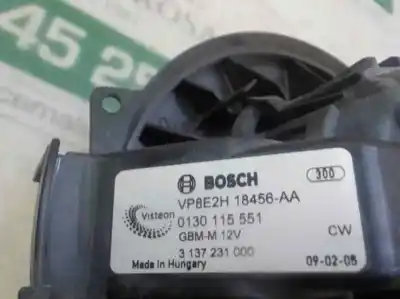 45 25
BOSCH
300
VP8E2H 18456-AA
Visteon
0130 115 551
GBM-M 12V
CW
3 137 231 000
Made in Hungary
09-02-05